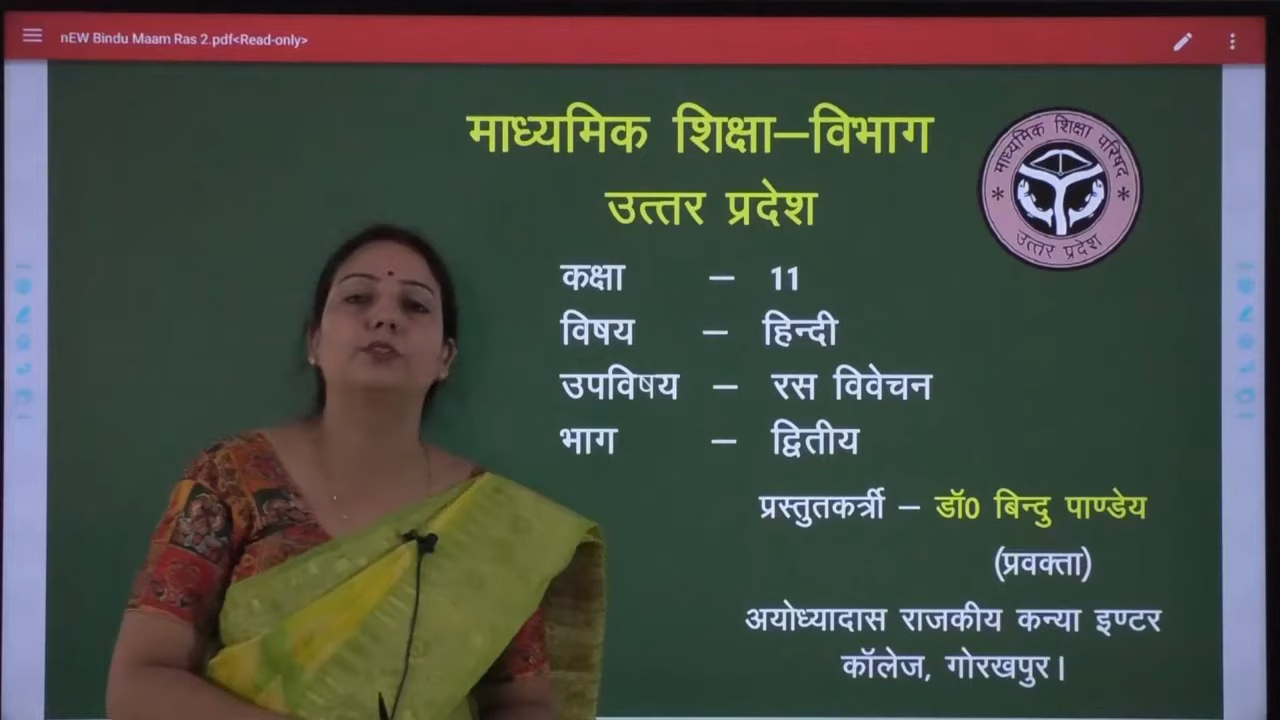 nEW Bindu Maam Ras 2.pdf<Read-only>
माध्यमिक शिक्षा–विभाग
उत्तर प्रदेश
माध्यमिक शिक्षा परिषद
उत्तर प्रदेश
कक्षा – 11
विषय – हिन्दी
उपविषय – रस विवेचन
भाग – द्वितीय
प्रस्तुतकर्त्री – डॉ0 बिन्दु पाण्डेय
(प्रवक्ता)
अयोध्यादास राजकीय कन्या इण्टर
कॉलेज, गोरखपुर।